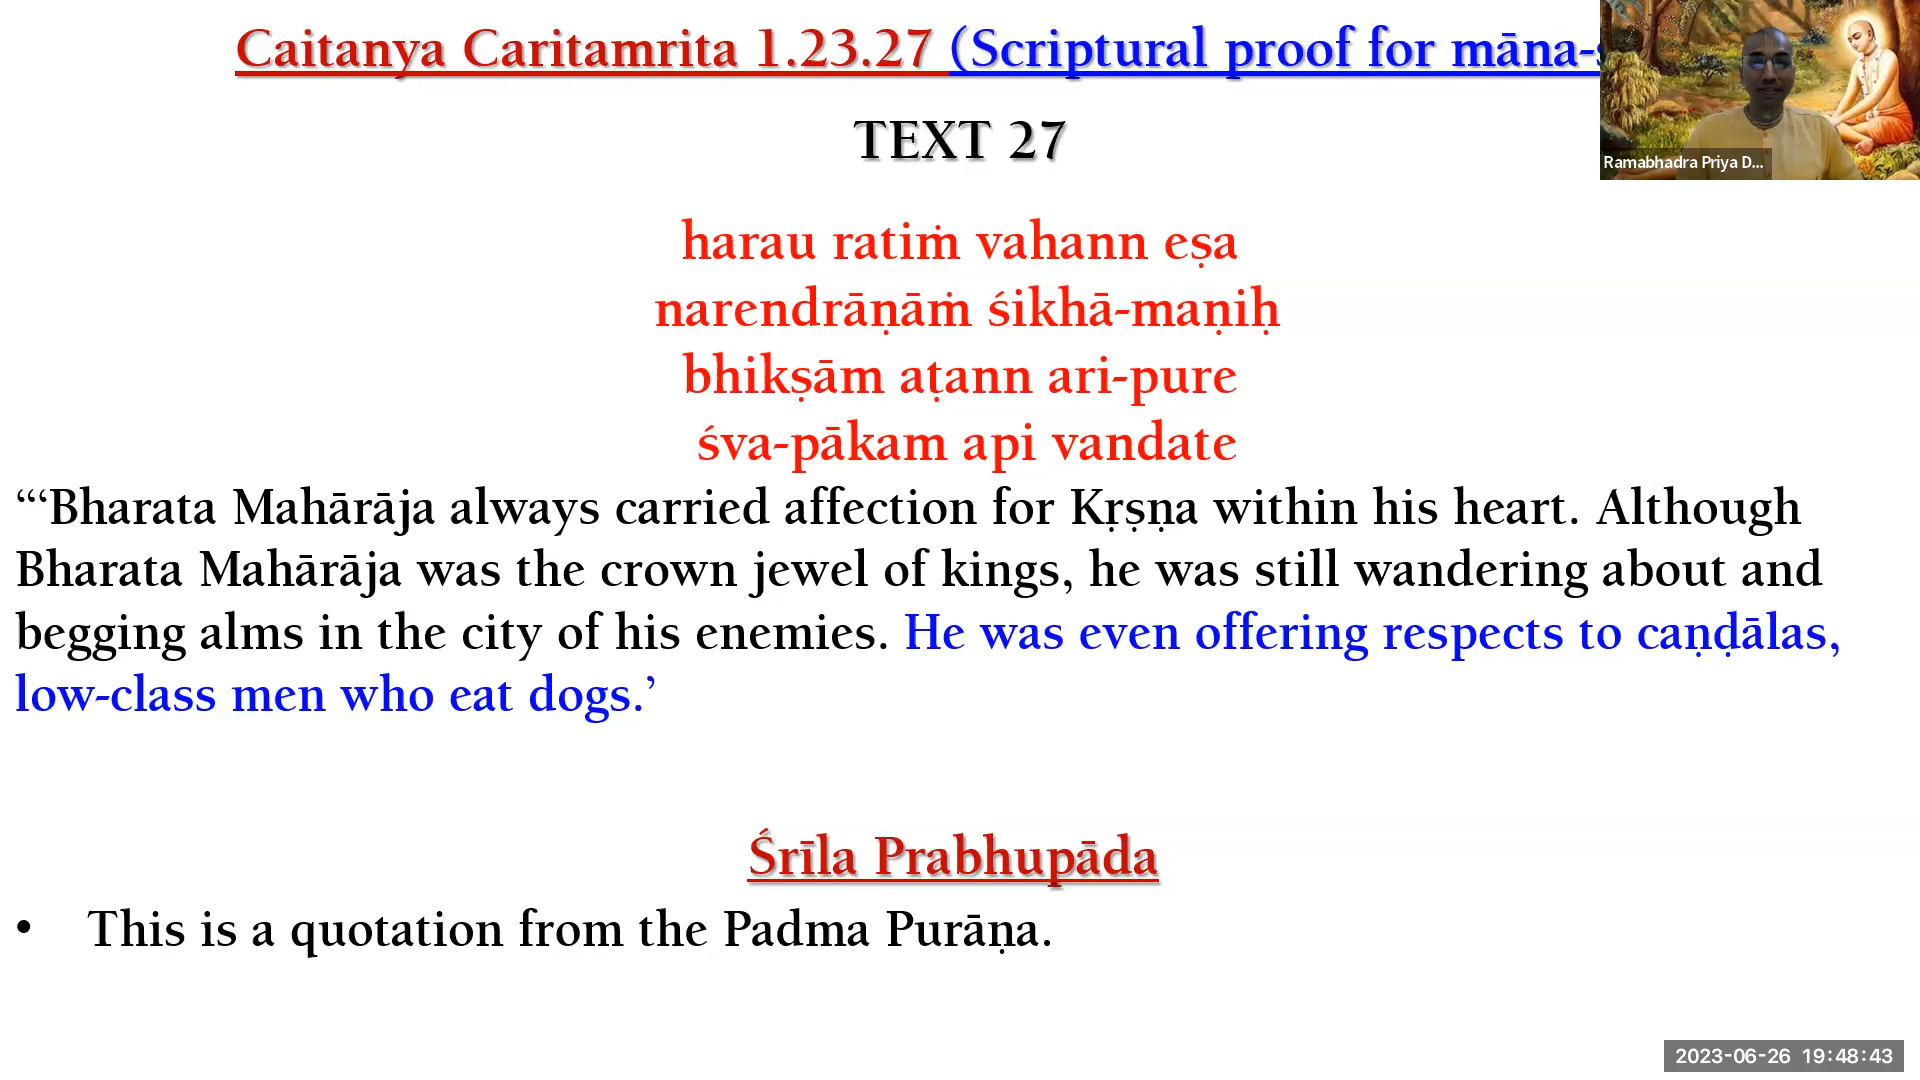 Caitanya Caritamrita 1.23.27 (Scriptural proof for māna-
Ramabhadra Priya D...
TEXT 27
harau ratiṁ vahann eṣa
narendrāṇāṁ śikhā-maṇiḥ
bhikṣām aṭann ari-pure
śva-pākam api vandate
“‘Bharata Mahārāja always carried affection for Kṛṣṇa within his heart. Although
Bharata Mahārāja was the crown jewel of kings, he was still wandering about and
begging alms in the city of his enemies. He was even offering respects to caṇḍālas,
low-class men who eat dogs.’
Śrīla Prabhupāda
• This is a quotation from the Padma Purāṇa.
2023-06-26 19:48:43